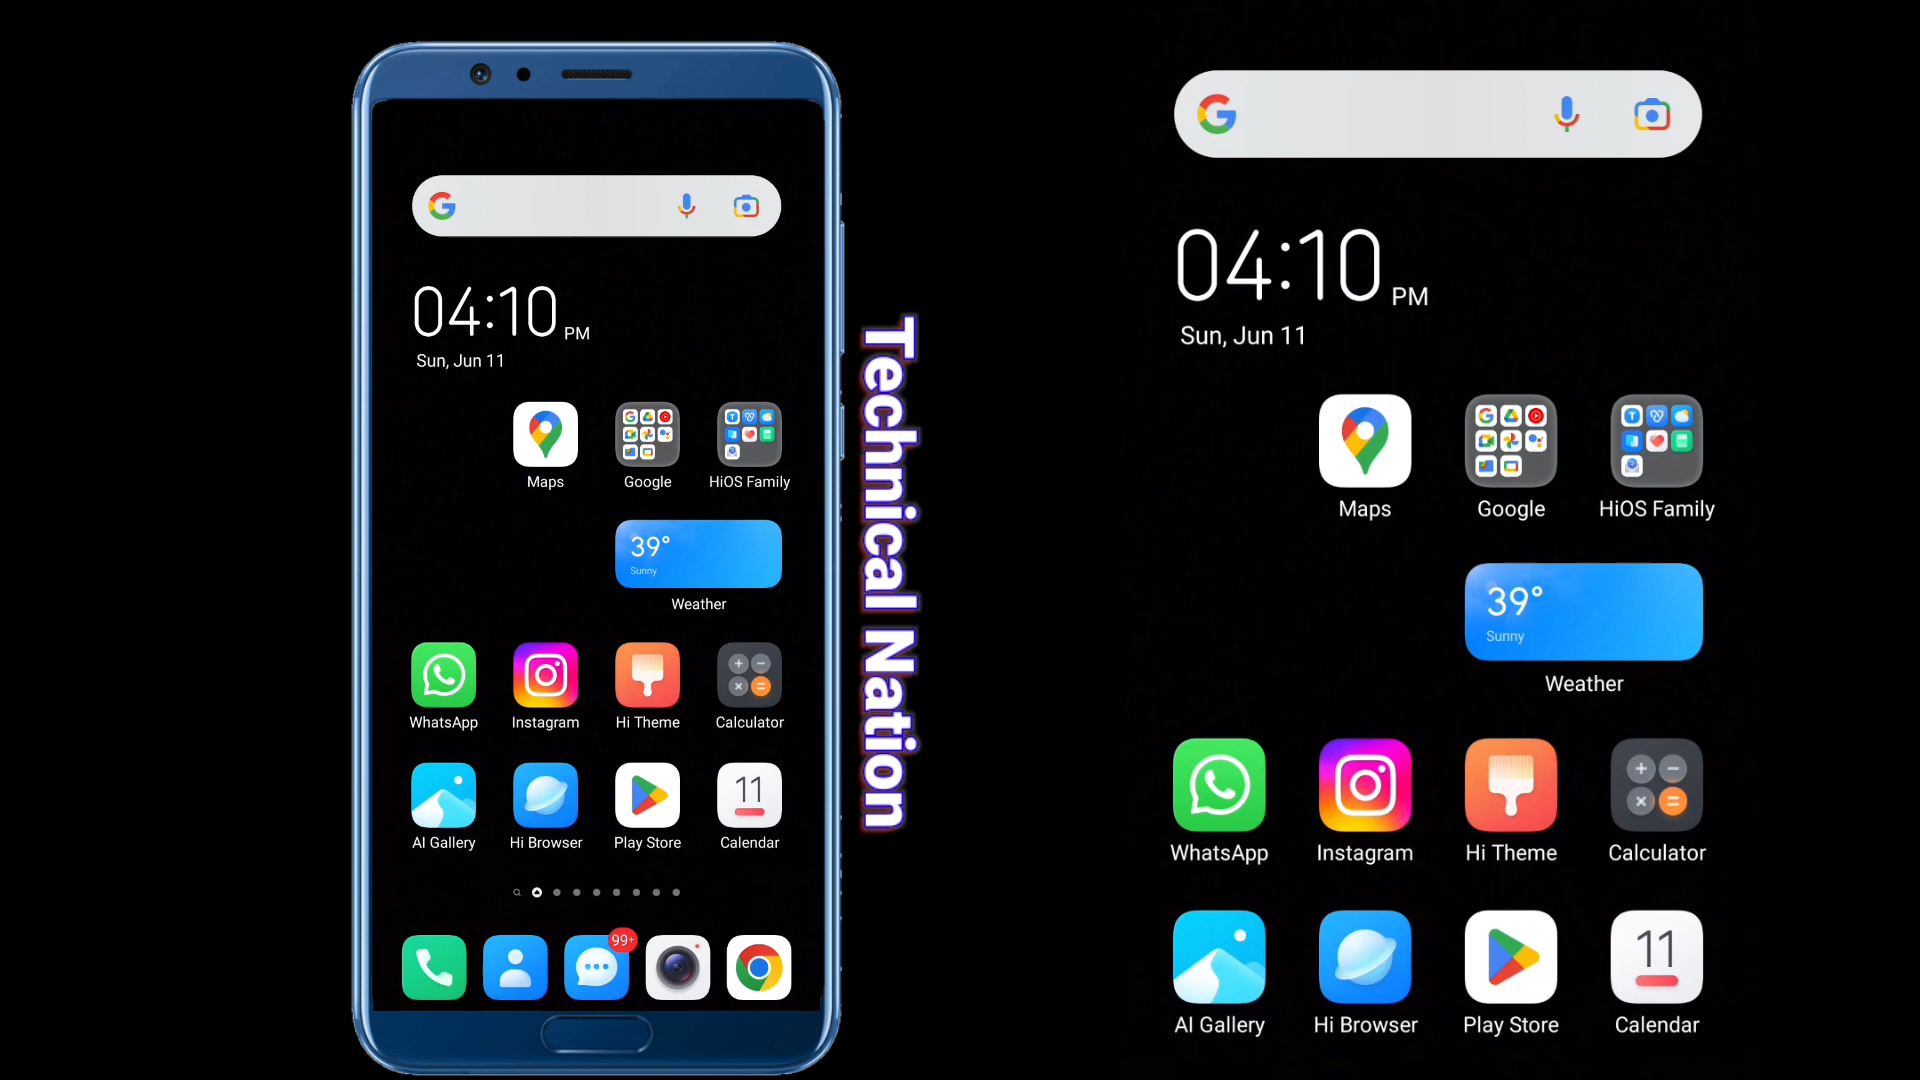 04:10 PM
Sun, Jun 11
Maps Google HiOS Family
39°
Sunny
Weather
WhatsApp Instagram Hi Theme Calculator
11
AI Gallery Hi Browser Play Store Calendar
99+
Technical Nation
04:10 PM
Sun, Jun 11
Maps Google HiOS Family
39°
Sunny
Weather
WhatsApp Instagram Hi Theme Calculator
11
AI Gallery Hi Browser Play Store Calendar